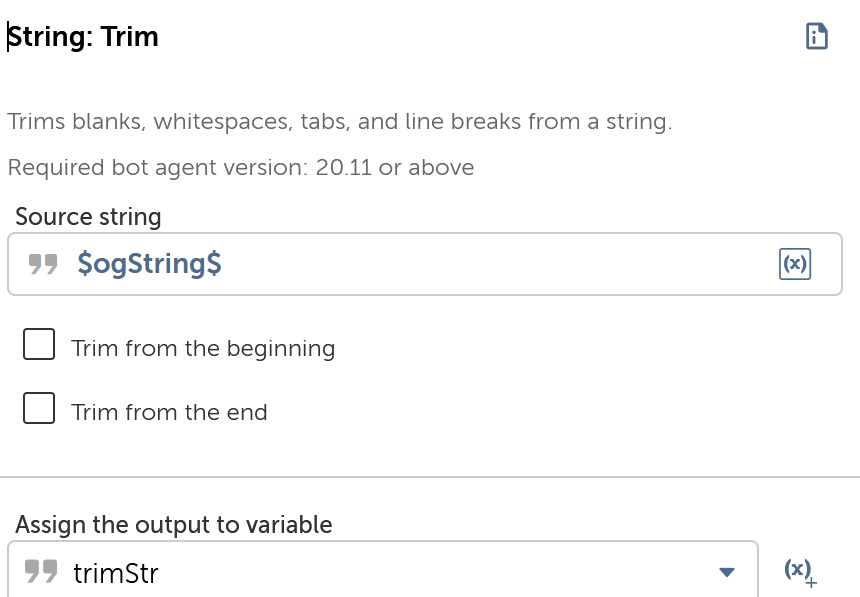 String: Trim
Trims blanks, whitespaces, tabs, and line breaks from a string.
Required bot agent version: 20.11 or above
Source string
$ogString$
(x)
Trim from the beginning
Trim from the end
Assign the output to variable
trimStr
(x)+